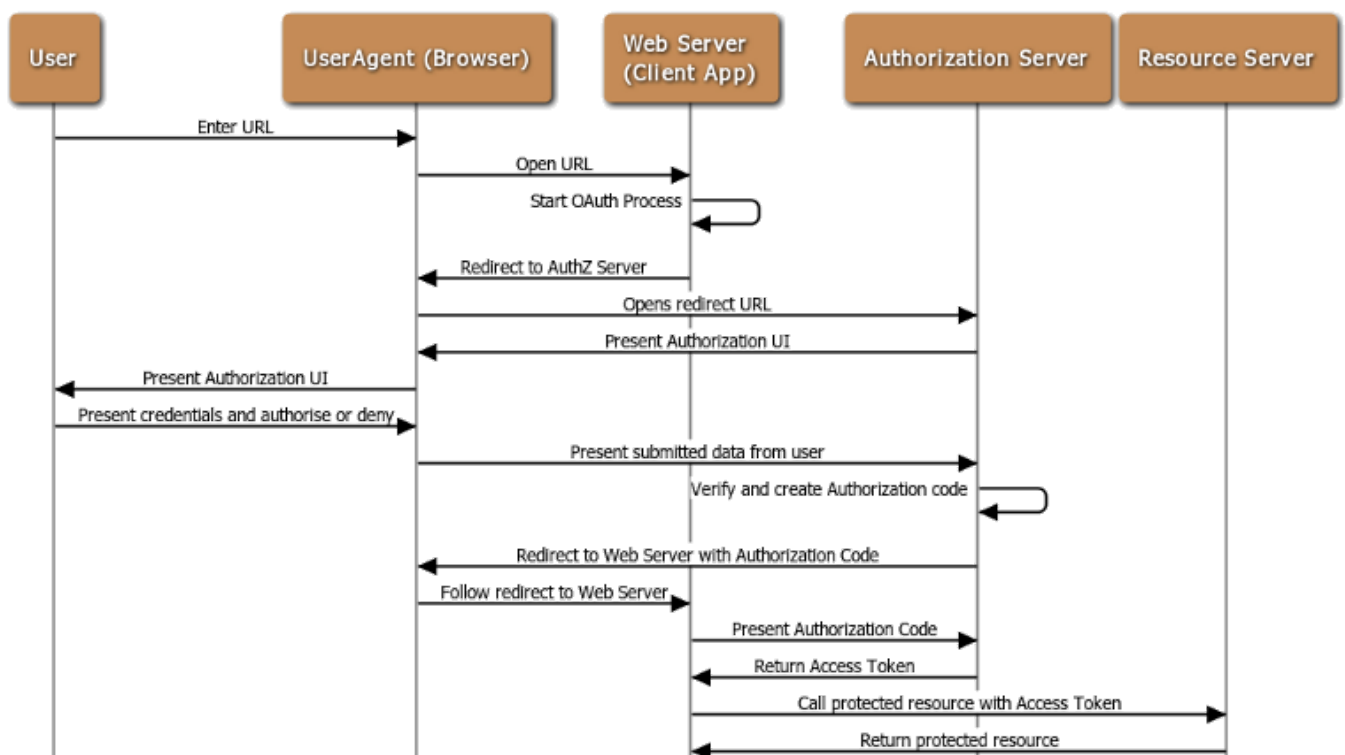 User
UserAgent (Browser)
Web Server
(Client App)
Authorization Server
Resource Server
Enter URL
Open URL
Start OAuth Process
Redirect to AuthZ Server
Opens redirect URL
Present Authorization UI
Present Authorization UI
Present credentials and authorise or deny
Present submitted data from user
Verify and create Authorization code
Redirect to Web Server with Authorization Code
Follow redirect to Web Server
Present Authorization Code
Return Access Token
Call protected resource with Access Token
Return protected resource